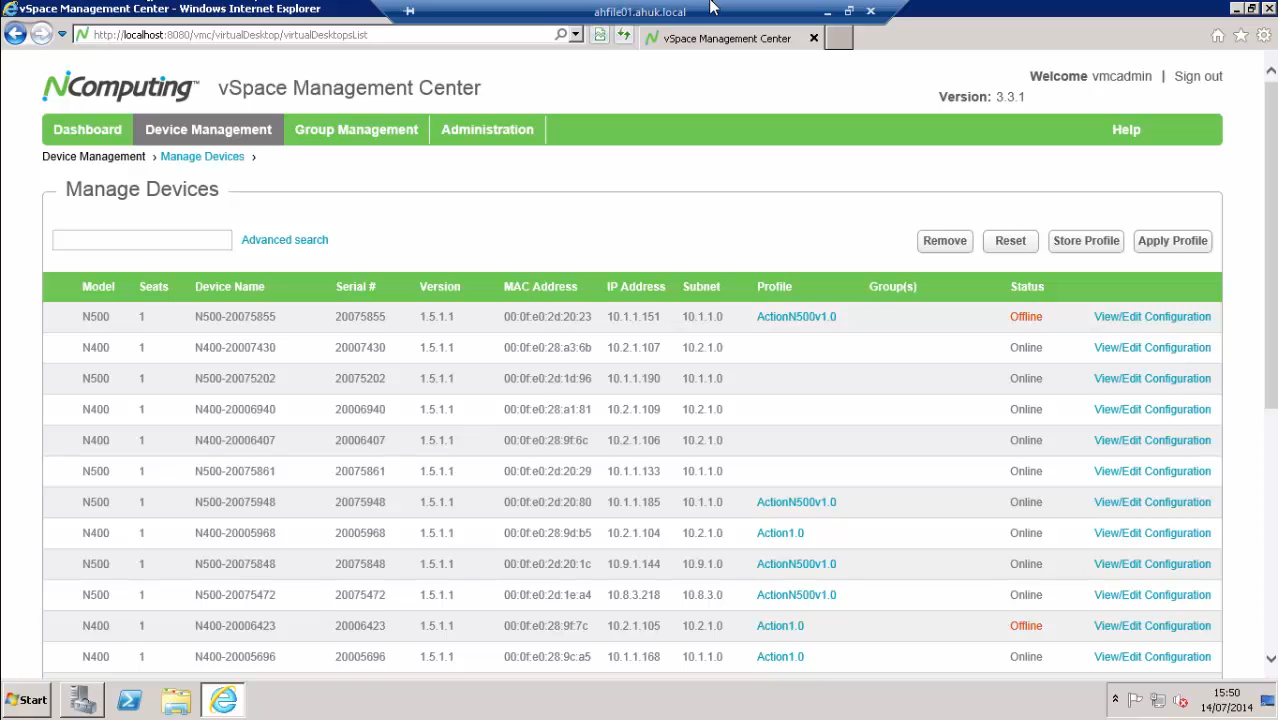 vSpace Management Center - Windows Internet Explorer
ahfile01.ahuk.local
http://localhost:8080/vmc/virtualDesktop/virtualDesktopsList
vSpace Management Center
NComputing™ vSpace Management Center
Welcome vmcadmin | Sign out
Version: 3.3.1
Dashboard Device Management Group Management Administration Help
Device Management › Manage Devices ›
Manage Devices
Advanced search Remove Reset Store Profile Apply Profile
Model Seats Device Name Serial # Version MAC Address IP Address Subnet Profile Group(s) Status
N500 1 N500-20075855 20075855 1.5.1.1 00:0f:e0:2d:20:23 10.1.1.151 10.1.1.0 ActionN500v1.0 Offline View/Edit Configuration
N400 1 N400-20007430 20007430 1.5.1.1 00:0f:e0:28:a3:6b 10.2.1.107 10.2.1.0 Online View/Edit Configuration
N500 1 N500-20075202 20075202 1.5.1.1 00:0f:e0:2d:1d:96 10.1.1.190 10.1.1.0 Online View/Edit Configuration
N400 1 N400-20006940 20006940 1.5.1.1 00:0f:e0:28:a1:81 10.2.1.109 10.2.1.0 Online View/Edit Configuration
N400 1 N400-20006407 20006407 1.5.1.1 00:0f:e0:28:9f:6c 10.2.1.106 10.2.1.0 Online View/Edit Configuration
N500 1 N500-20075861 20075861 1.5.1.1 00:0f:e0:2d:20:29 10.1.1.133 10.1.1.0 Online View/Edit Configuration
N500 1 N500-20075948 20075948 1.5.1.1 00:0f:e0:2d:20:80 10.1.1.185 10.1.1.0 ActionN500v1.0 Online View/Edit Configuration
N400 1 N400-20005968 20005968 1.5.1.1 00:0f:e0:28:9d:b5 10.2.1.104 10.2.1.0 Action1.0 Online View/Edit Configuration
N500 1 N500-20075848 20075848 1.5.1.1 00:0f:e0:2d:20:1c 10.9.1.144 10.9.1.0 ActionN500v1.0 Online View/Edit Configuration
N500 1 N500-20075472 20075472 1.5.1.1 00:0f:e0:2d:1e:a4 10.8.3.218 10.8.3.0 ActionN500v1.0 Online View/Edit Configuration
N400 1 N400-20006423 20006423 1.5.1.1 00:0f:e0:28:9f:7c 10.2.1.105 10.2.1.0 Action1.0 Offline View/Edit Configuration
N400 1 N400-20005696 20005696 1.5.1.1 00:0f:e0:28:9c:a5 10.1.1.168 10.1.1.0 Action1.0 Online View/Edit Configuration
Start
15:50
14/07/2014